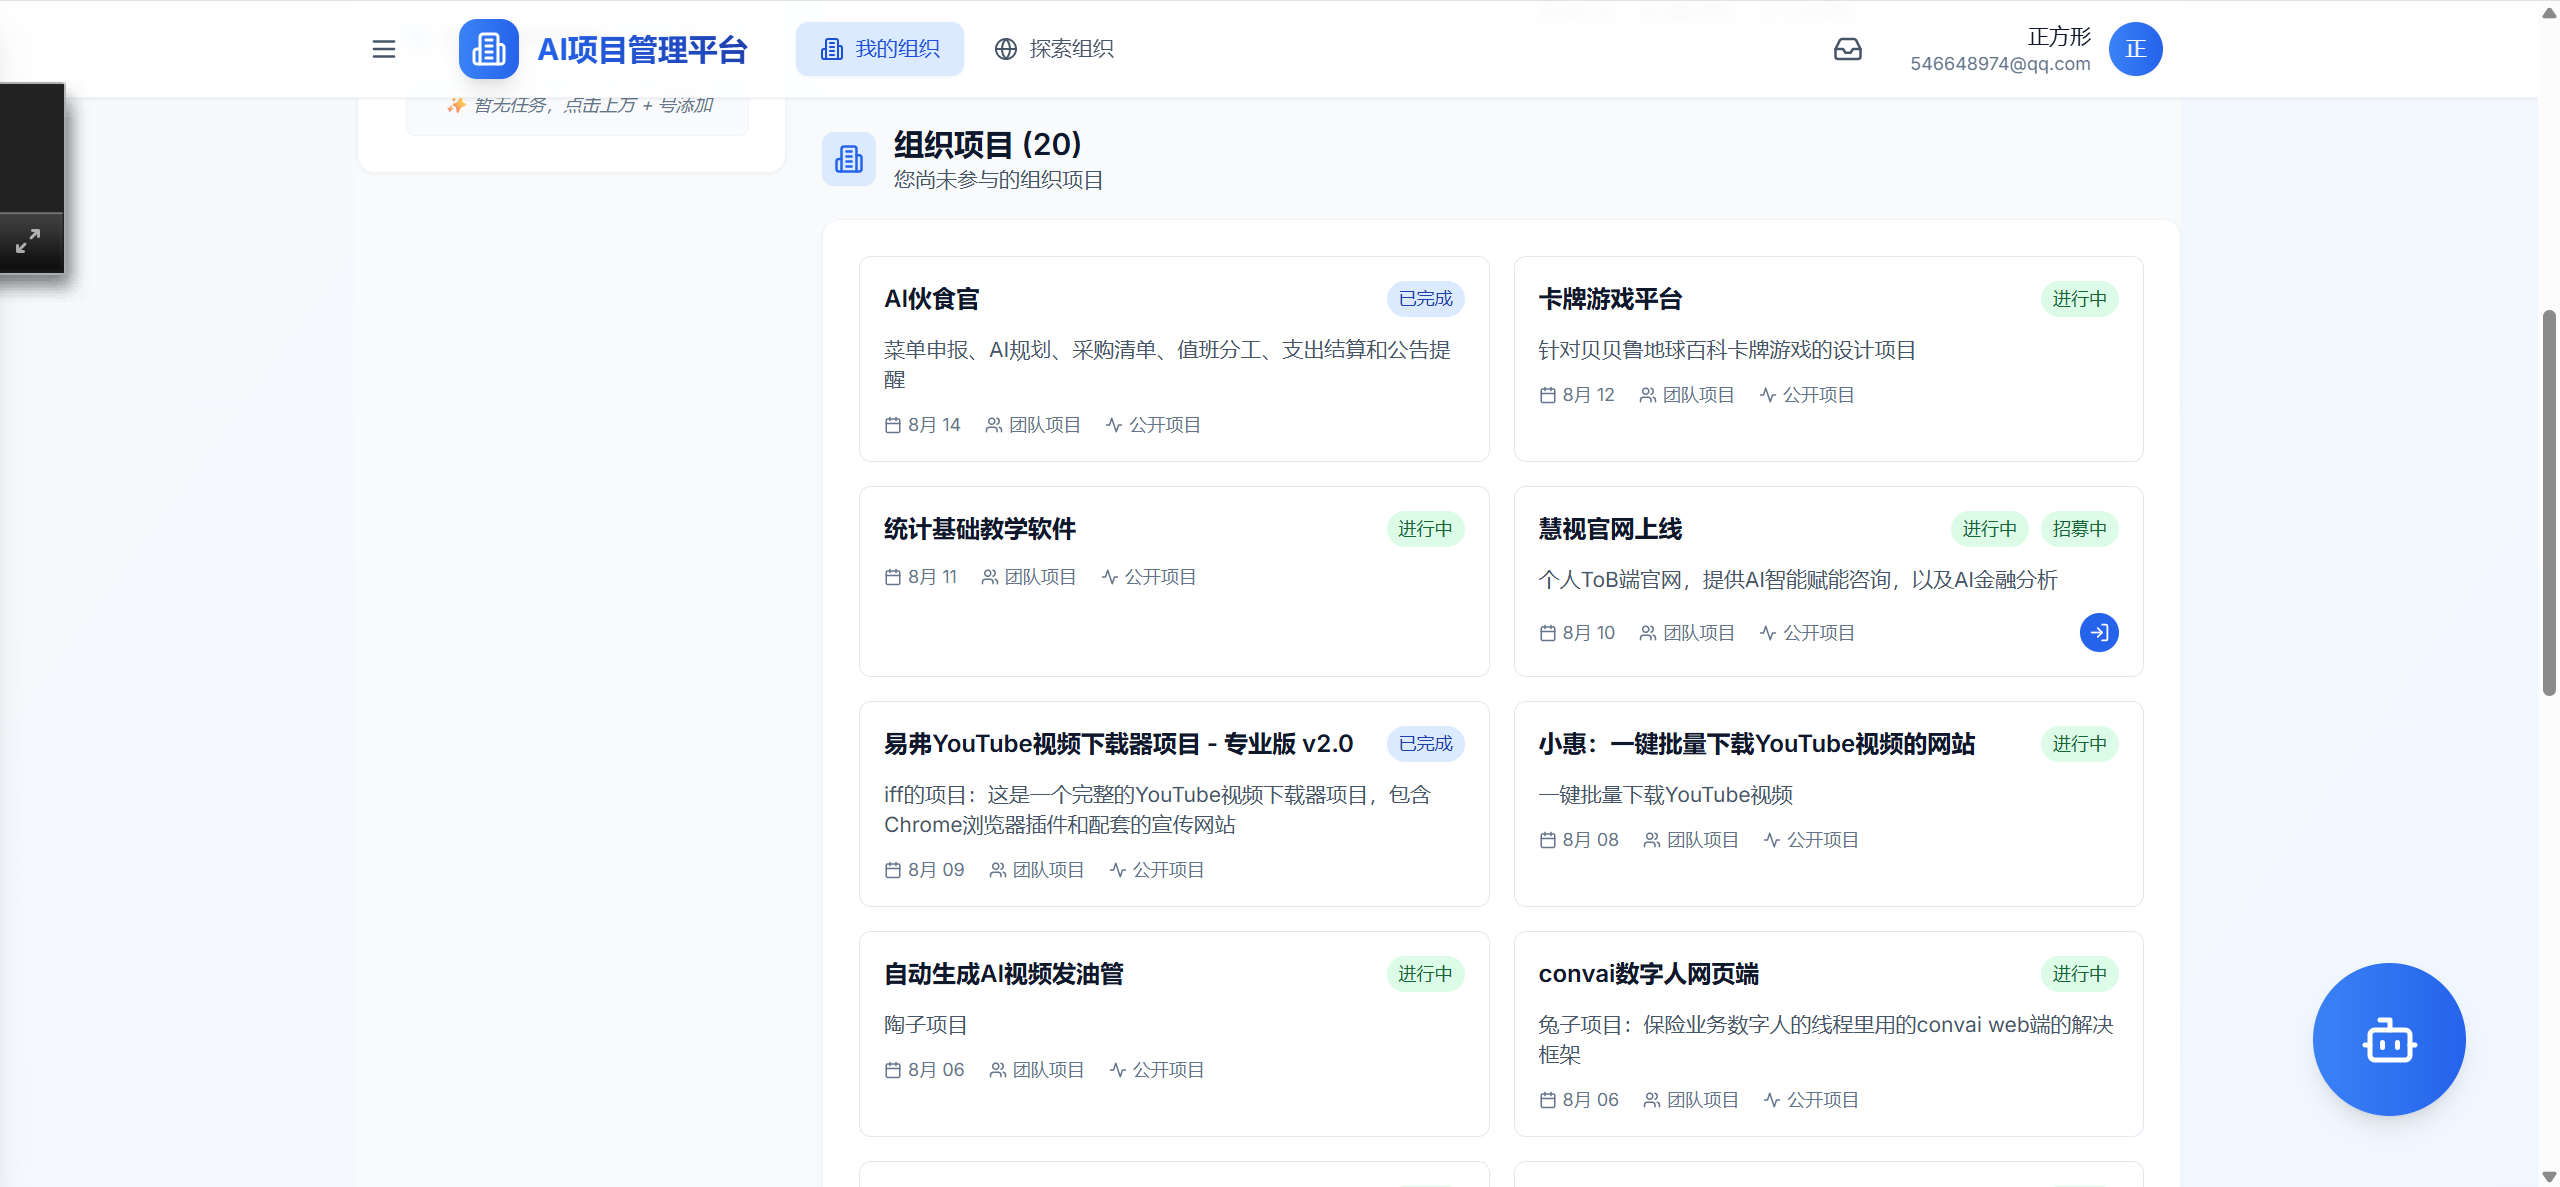 AI项目管理平台
我的组织
探索组织
正方形
546648974@qq.com
正
✨ 暂无任务，点击上方 + 号添加
组织项目 (20)
您尚未参与的组织项目
AI伙食官
已完成
菜单申报、AI规划、采购清单、值班分工、支出结算和公告提
醒
8月 14 团队项目 公开项目
卡牌游戏平台
进行中
针对贝贝鲁地球百科卡牌游戏的设计项目
8月 12 团队项目 公开项目
统计基础教学软件
进行中
8月 11 团队项目 公开项目
慧视官网上线
进行中 招募中
个人ToB端官网，提供AI智能赋能咨询，以及AI金融分析
8月 10 团队项目 公开项目
易弗YouTube视频下载器项目 - 专业版 v2.0
已完成
iff的项目：这是一个完整的YouTube视频下载器项目，包含
Chrome浏览器插件和配套的宣传网站
8月 09 团队项目 公开项目
小惠：一键批量下载YouTube视频的网站
进行中
一键批量下载YouTube视频
8月 08 团队项目 公开项目
自动生成AI视频发油管
进行中
陶子项目
8月 06 团队项目 公开项目
convai数字人网页端
进行中
兔子项目：保险业务数字人的线程里用的convai web端的解决
框架
8月 06 团队项目 公开项目